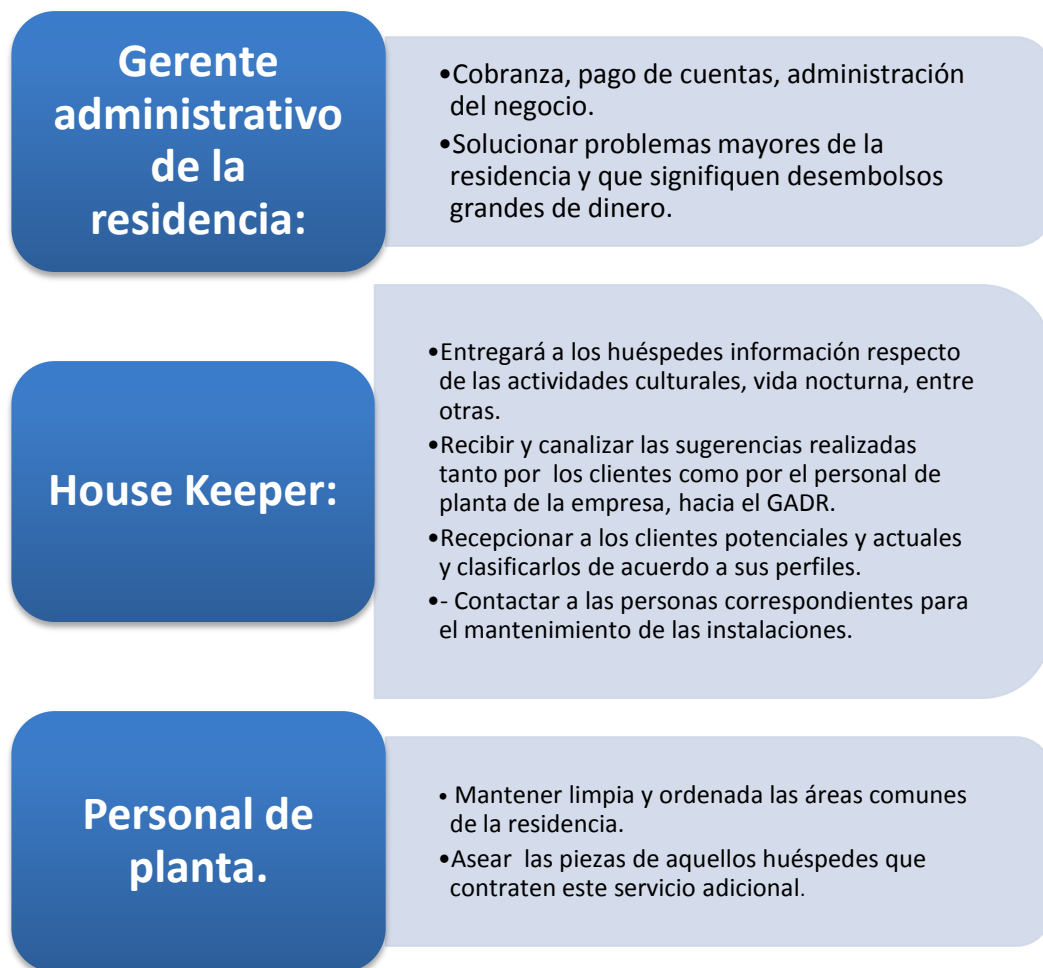 Gerente
administrativo
de la
residencia:
•Cobranza, pago de cuentas, administración
del negocio.
•Solucionar problemas mayores de la
residencia y que signifiquen desembolsos
grandes de dinero.
House Keeper:
•Entregará a los huéspedes información respecto
de las actividades culturales, vida nocturna, entre
otras.
•Recibir y canalizar las sugerencias realizadas
tanto por los clientes como por el personal de
planta de la empresa, hacia el GADR.
•Recepcionar a los clientes potenciales y actuales
y clasificarlos de acuerdo a sus perfiles.
•- Contactar a las personas correspondientes para
el mantenimiento de las instalaciones.
Personal de
planta.
• Mantener limpia y ordenada las áreas comunes
de la residencia.
•Asear las piezas de aquellos huéspedes que
contraten este servicio adicional.